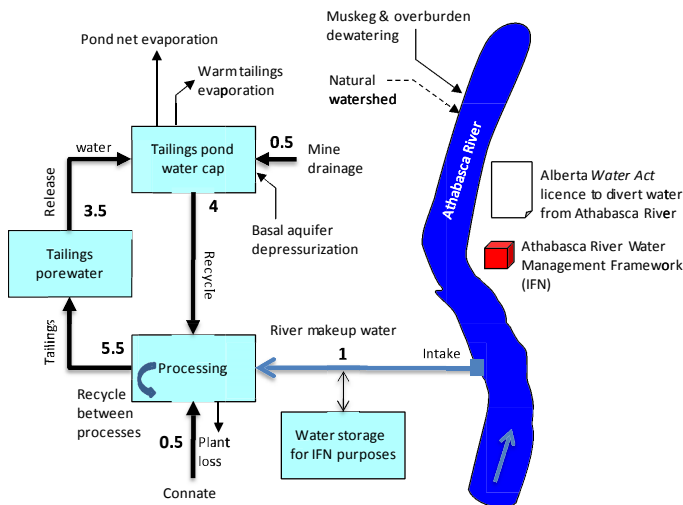 Pond net evaporation
Warm tailings
evaporation
Muskeg & overburden
dewatering
Natural
watershed
water
Tailings pond
water cap
0.5
Mine
drainage
Release
3.5
4
Basal aquifer
depressurization
Athabasca River
Alberta Water Act
licence to divert water
from Athabasca River
Athabasca River Water
Management Framework
(IFN)
Tailings
porewater
Recycle
Tailings
5.5
Processing
River makeup water
1
Intake
Recycle
between
processes
0.5
Plant
loss
Water storage
for IFN purposes
Connate